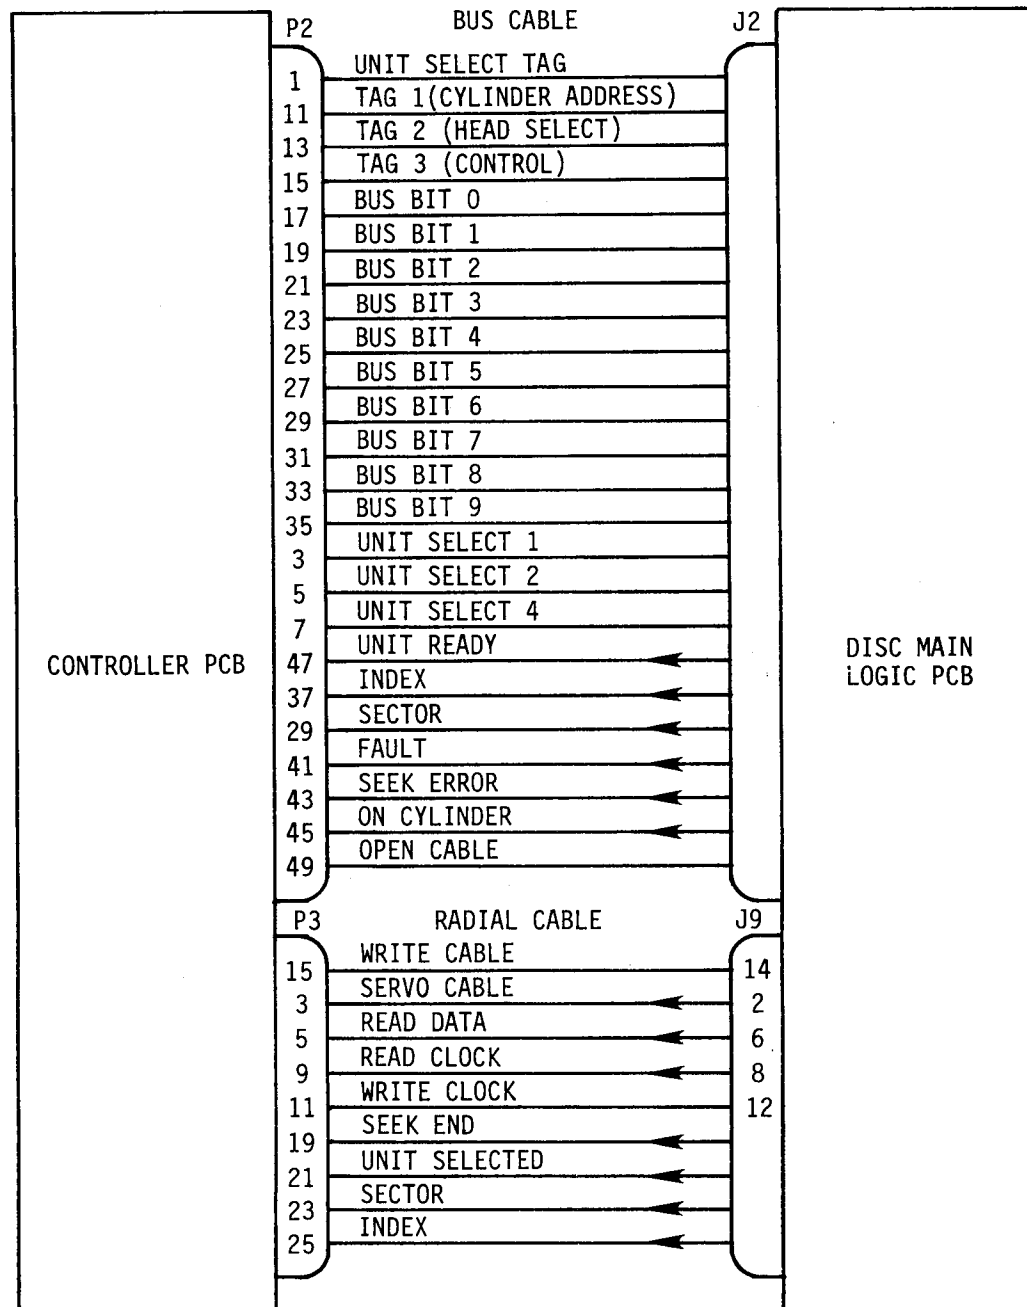 P2 BUS CABLE J2
UNIT SELECT TAG
1
TAG 1(CYLINDER ADDRESS)
11
TAG 2 (HEAD SELECT)
13
TAG 3 (CONTROL)
15
BUS BIT 0
17
BUS BIT 1
19
BUS BIT 2
21
BUS BIT 3
23
BUS BIT 4
25
BUS BIT 5
27
BUS BIT 6
29
BUS BIT 7
31
BUS BIT 8
33
BUS BIT 9
35
UNIT SELECT 1
3
UNIT SELECT 2
5
UNIT SELECT 4
7
UNIT READY
47
INDEX
37
SECTOR
29
FAULT
41
SEEK ERROR
43
ON CYLINDER
45
OPEN CABLE
49
CONTROLLER PCB
DISC MAIN
LOGIC PCB
P3 RADIAL CABLE J9
WRITE CABLE
15 14
SERVO CABLE
3 2
READ DATA
5 6
READ CLOCK
9 8
WRITE CLOCK
11 12
SEEK END
19
UNIT SELECTED
21
SECTOR
23
INDEX
25